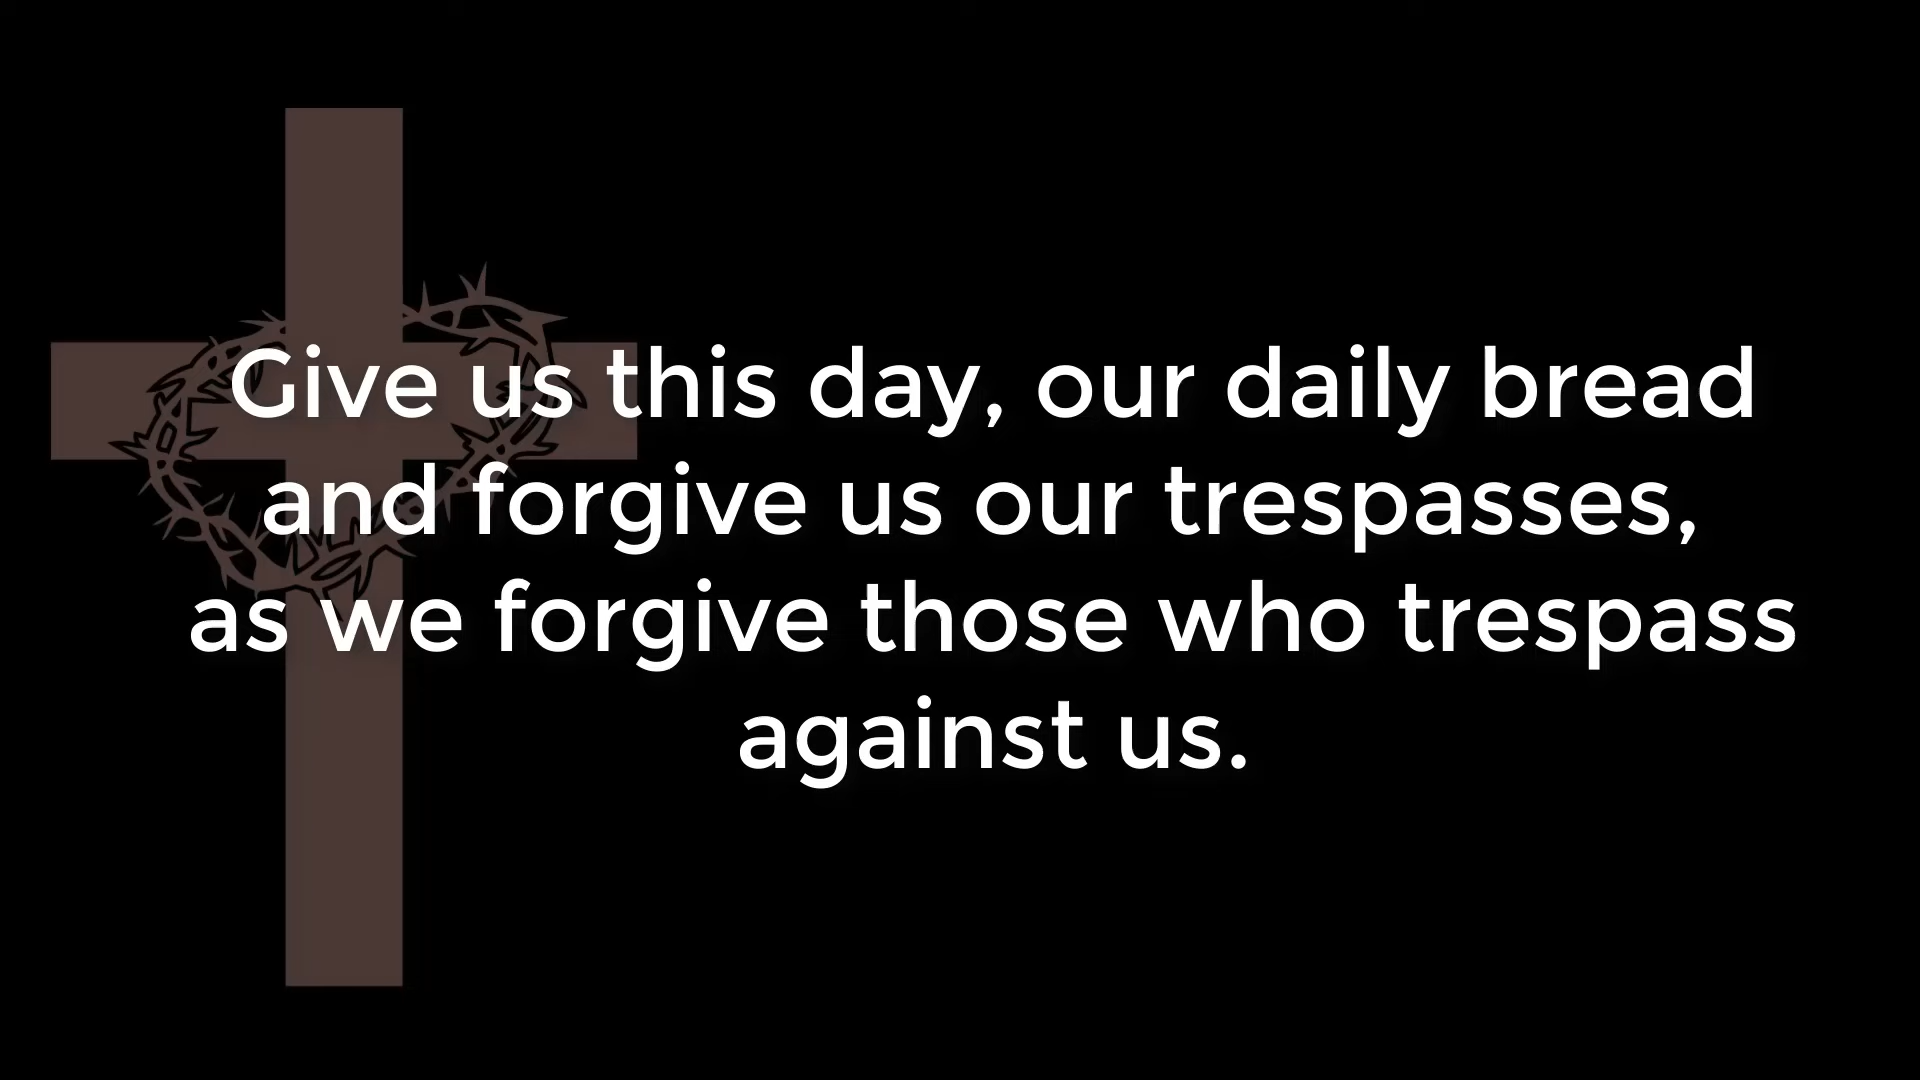 Give us this day, our daily bread
and forgive us our trespasses,
as we forgive those who trespass
against us.